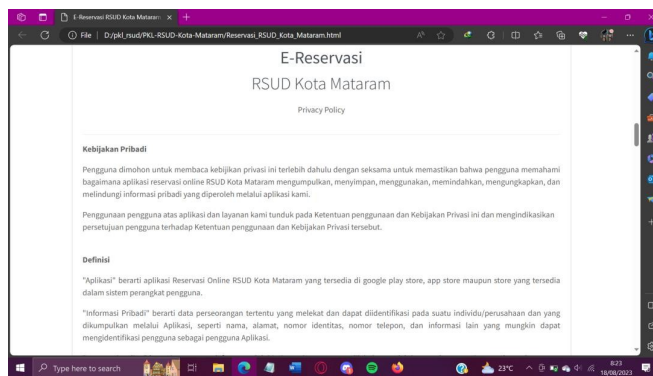 E-Reservasi RSUD Kota Mataram
File
D:/pkl_rsud/PKL-RSUD-Kota-Mataram/Reservasi_RSUD_Kota_Mataram.html
E-Reservasi
RSUD Kota Mataram
Privacy Policy
Kebijakan Pribadi
Pengguna dimohon untuk membaca kebijikan privasi ini terlebih dahulu dengan seksama untuk memastikan bahwa pengguna memahami
bagaimana aplikasi reservasi online RSUD Kota Mataram mengumpulkan, menyimpan, menggunakan, memindahkan, mengungkapkan, dan
melindungi informasi pribadi yang diperoleh melalui aplikasi kami.
Penggunaan pengguna atas aplikasi dan layanan kami tunduk pada Ketentuan penggunaan dan Kebijakan Privasi ini dan mengindikasikan
persetujuan pengguna terhadap Ketentuan penggunaan dan Kebijakan Privasi tersebut.
Definisi
"Aplikasi" berarti aplikasi Reservasi Online RSUD Kota Mataram yang tersedia di google play store, app store maupun store yang tersedia
dalam sistem perangkat pengguna.
"Informasi Pribadi" berarti data perseorangan tertentu yang melekat dan dapat diidentifikasi pada suatu individu/perusahaan dan yang
dikumpulkan melalui Aplikasi, seperti nama, alamat, nomor identitas, nomor telepon, dan informasi lain yang mungkin dapat
mengidentifikasi pengguna sebagai pengguna Aplikasi.
Type here to search
23°C
8:23
18/08/2023